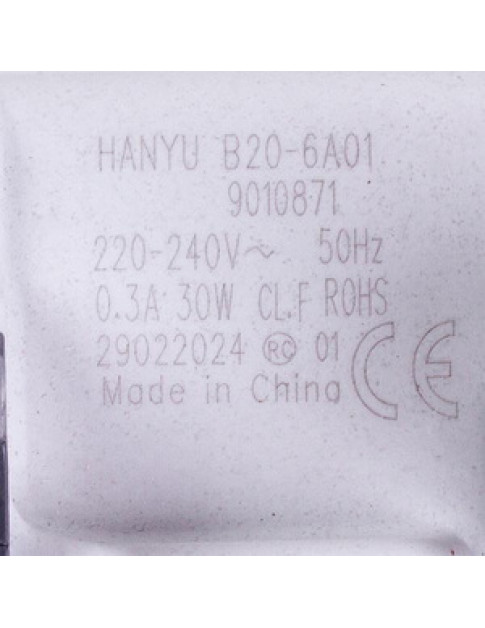 HANYU B20-6A01
9010871
220-240V~ 50Hz
0.3A 30W CL.F ROHS
29022024 RC 01
Made in China CE